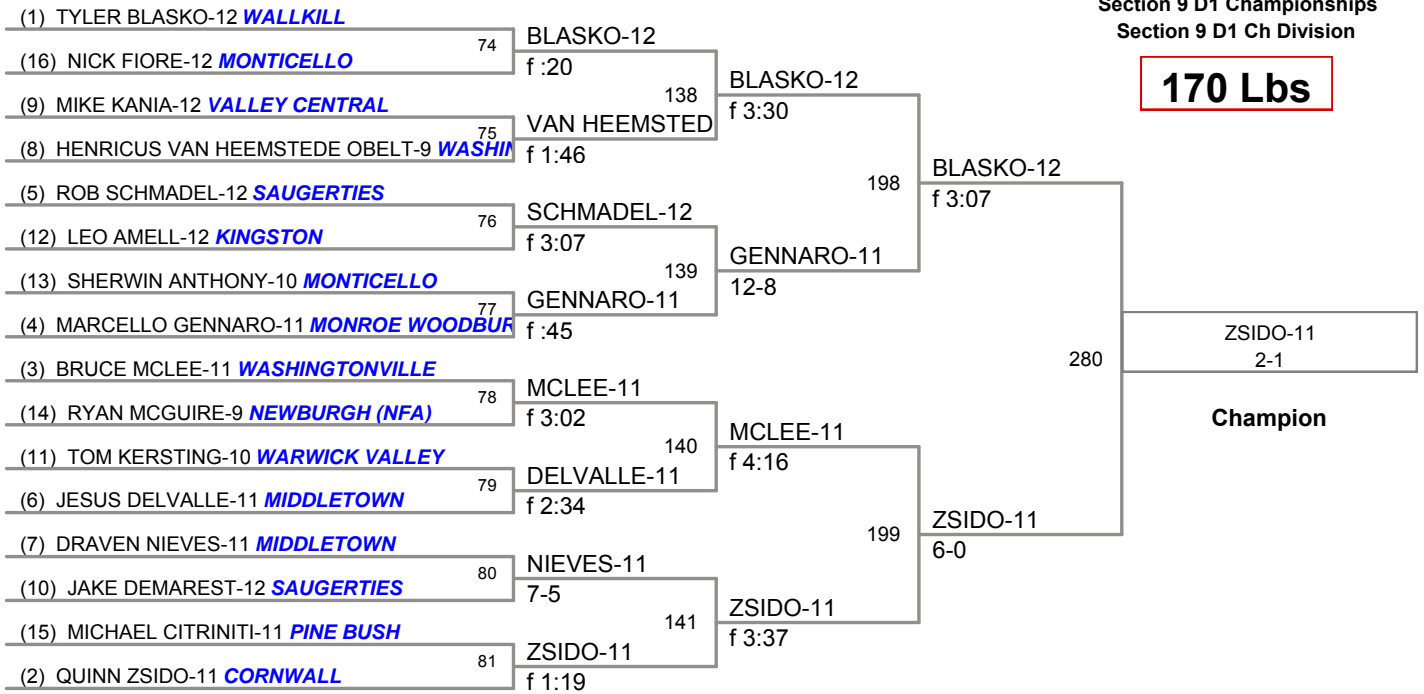 Section 9 D1 Championships
Section 9 D1 Ch Division
170 Lbs
(1) TYLER BLASKO-12 WALLKILL
(16) NICK FIORE-12 MONTICELLO
(9) MIKE KANIA-12 VALLEY CENTRAL
(8) HENRICUS VAN HEEMSTEDE OBELT-9 WASHIN
(5) ROB SCHMADEL-12 SAUGERTIES
(12) LEO AMELL-12 KINGSTON
(13) SHERWIN ANTHONY-10 MONTICELLO
(4) MARCELLO GENNARO-11 MONROE WOODBUR
(3) BRUCE MCLEE-11 WASHINGTONVILLE
(14) RYAN MCGUIRE-9 NEWBURGH (NFA)
(11) TOM KERSTING-10 WARWICK VALLEY
(6) JESUS DELVALLE-11 MIDDLETOWN
(7) DRAVEN NIEVES-11 MIDDLETOWN
(10) JAKE DEMAREST-12 SAUGERTIES
(15) MICHAEL CITRINITI-11 PINE BUSH
(2) QUINN ZSIDO-11 CORNWALL
74
BLASKO-12
f :20
75
VAN HEEMSTED
f 1:46
76
SCHMADEL-12
f 3:07
77
GENNARO-11
f :45
78
MCLEE-11
f 3:02
79
DELVALLE-11
f 2:34
80
NIEVES-11
7-5
81
ZSIDO-11
f 1:19
138
BLASKO-12
f 3:30
139
GENNARO-11
12-8
140
MCLEE-11
f 4:16
141
ZSIDO-11
f 3:37
198
BLASKO-12
f 3:07
199
ZSIDO-11
6-0
280
ZSIDO-11
2-1
Champion